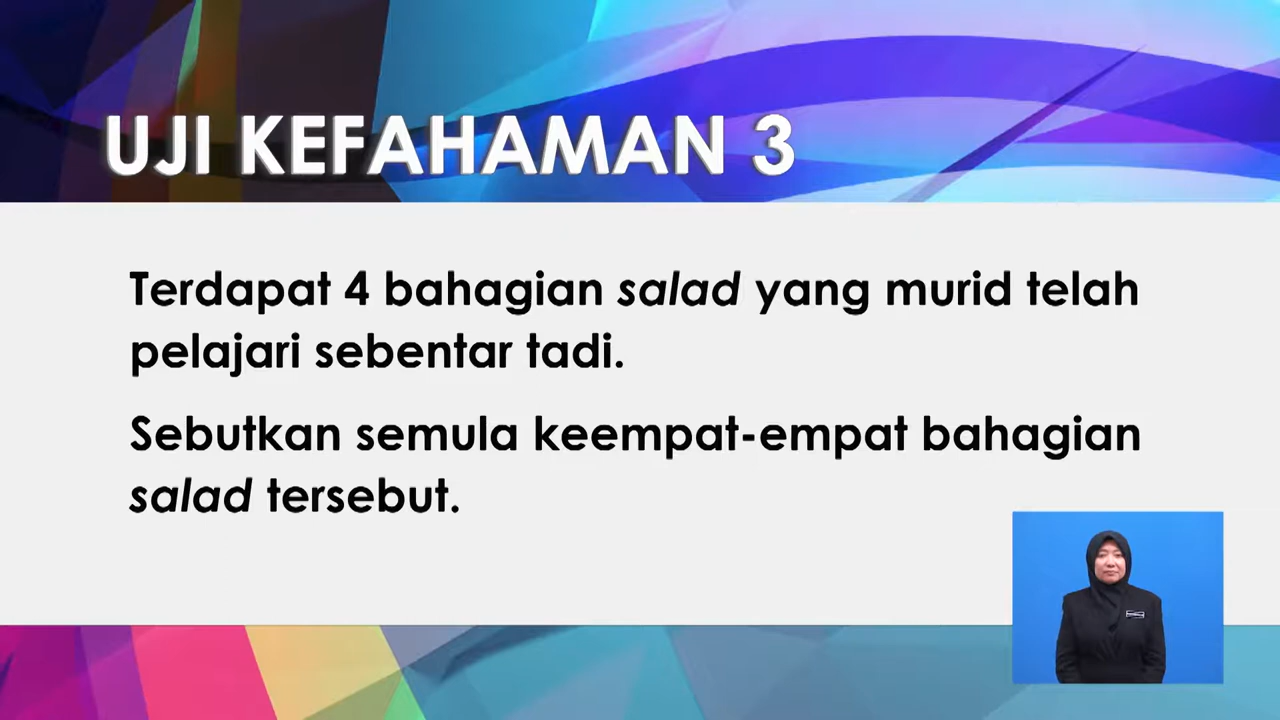 UJI KEFAHAMAN 3
Terdapat 4 bahagian salad yang murid telah
pelajari sebentar tadi.
Sebutkan semula keempat-empat bahagian
salad tersebut.